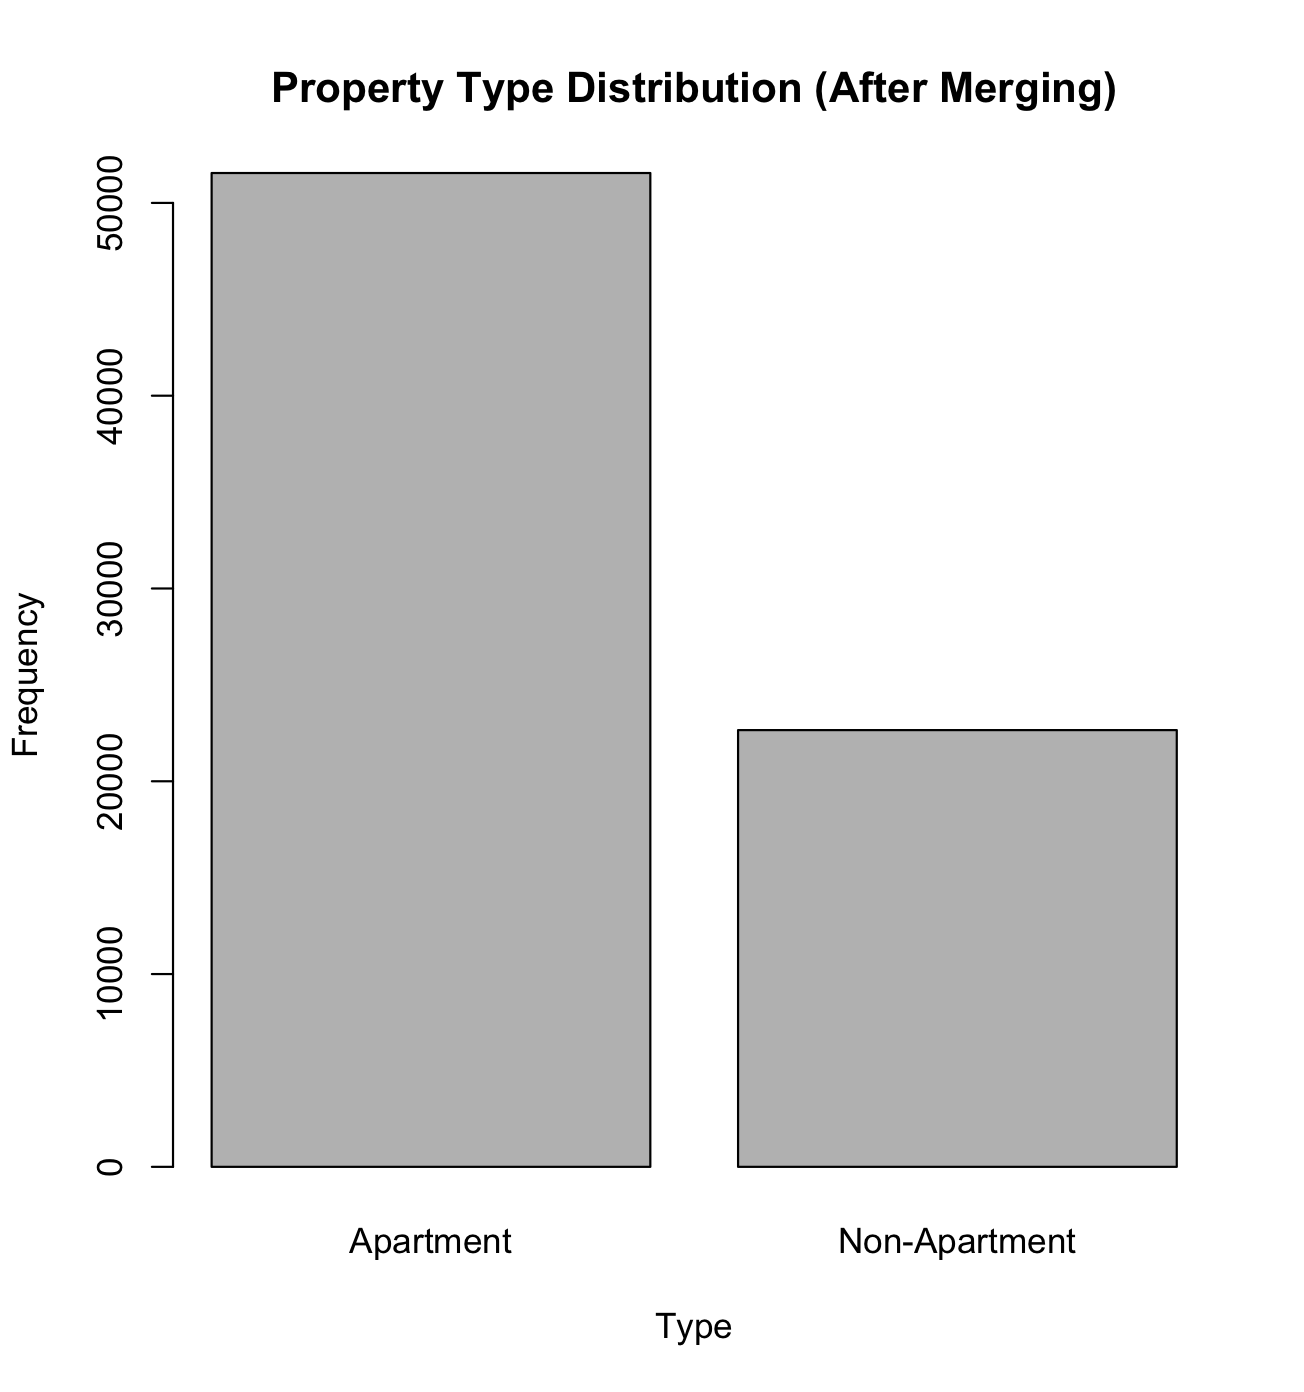 Property Type Distribution (After Merging)
50000
40000
30000
20000
10000
0
Frequency
Apartment
Non-Apartment
Type